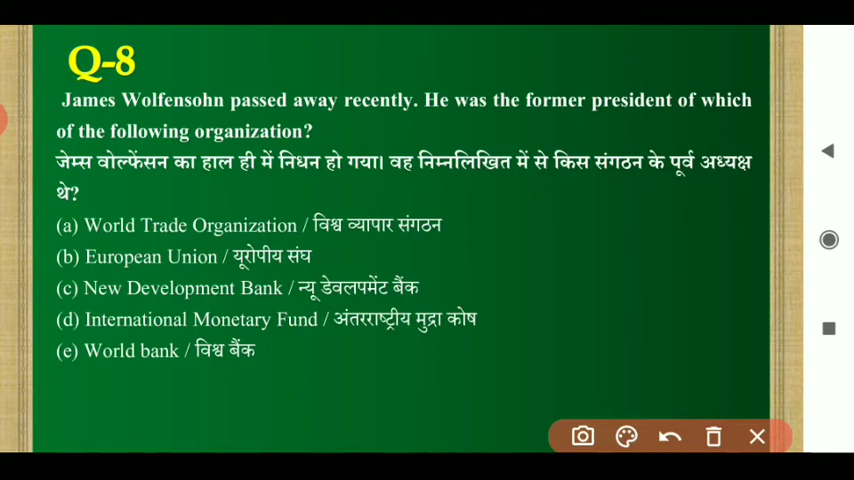 Q-8
James Wolfensohn passed away recently. He was the former president of which
of the following organization?
जेम्स वोल्फेंसन का हाल ही में निधन हो गया। वह निम्नलिखित में से किस संगठन के पूर्व अध्यक्ष
थे?
(a) World Trade Organization / विश्व व्यापार संगठन
(b) European Union / यूरोपीय संघ
(c) New Development Bank / न्यू डेवलपमेंट बैंक
(d) International Monetary Fund / अंतरराष्ट्रीय मुद्रा कोष
(e) World bank / विश्व बैंक